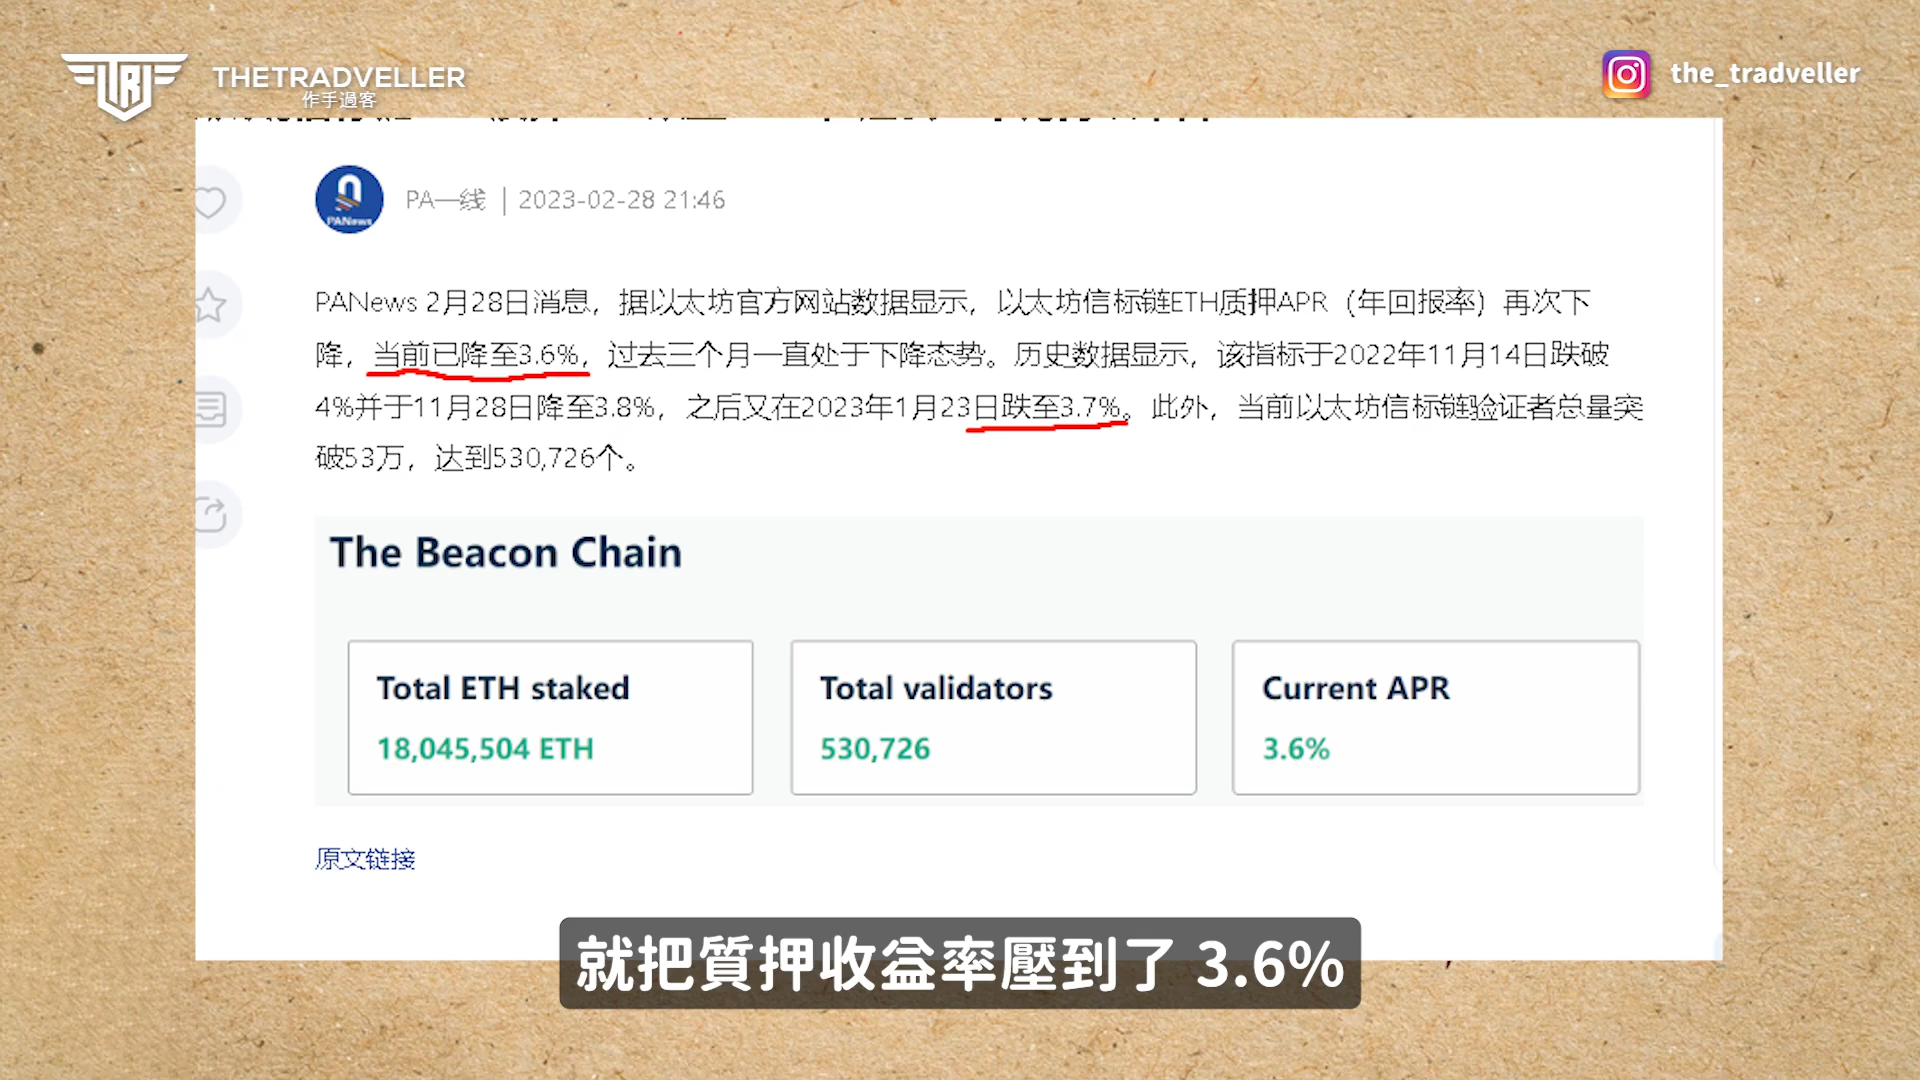 THETRADVELLER
作手過客
the_tradveller
PA一线 | 2023-02-28 21:46
PANews
PANews 2月28日消息，据以太坊官方网站数据显示，以太坊信标链ETH质押APR（年回报率）再次下
降，当前已降至3.6%，过去三个月一直处于下降态势。历史数据显示，该指标于2022年11月14日跌破
4%并于11月28日降至3.8%，之后又在2023年1月23日跌至3.7%。此外，当前以太坊信标链验证者总量突
破53万，达到530,726个。
The Beacon Chain
Total ETH staked
18,045,504 ETH
Total validators
530,726
Current APR
3.6%
原文链接
就把質押收益率壓到了 3.6%